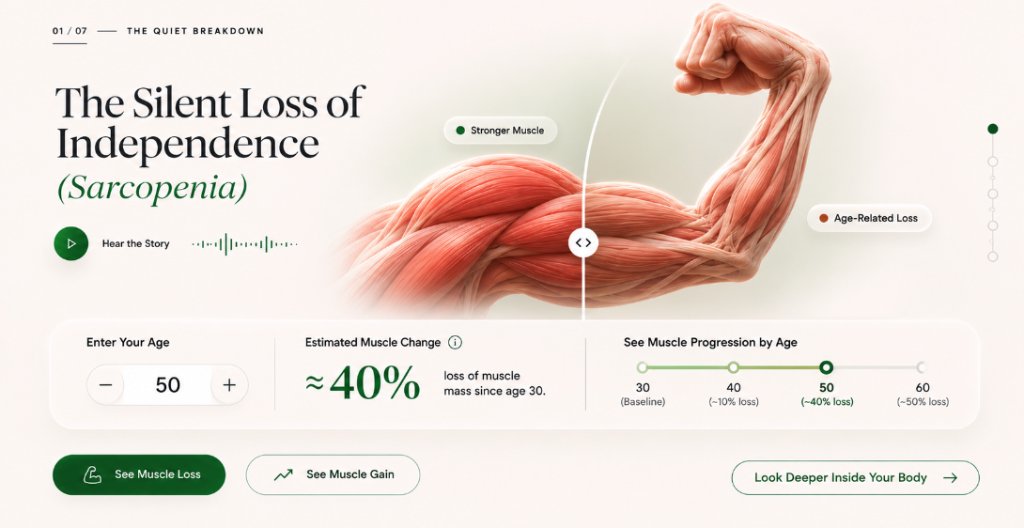 01 / 07 — THE QUIET BREAKDOWN
The Silent Loss of
Independence
(Sarcopenia)
Hear the Story
Stronger Muscle
Age-Related Loss
Enter Your Age
− 50 +
Estimated Muscle Change
≈40%
loss of muscle
mass since age 30.
See Muscle Progression by Age
30 40 50 60
(Baseline) (~10% loss) (~40% loss) (~50% loss)
See Muscle Loss
See Muscle Gain
Look Deeper Inside Your Body →